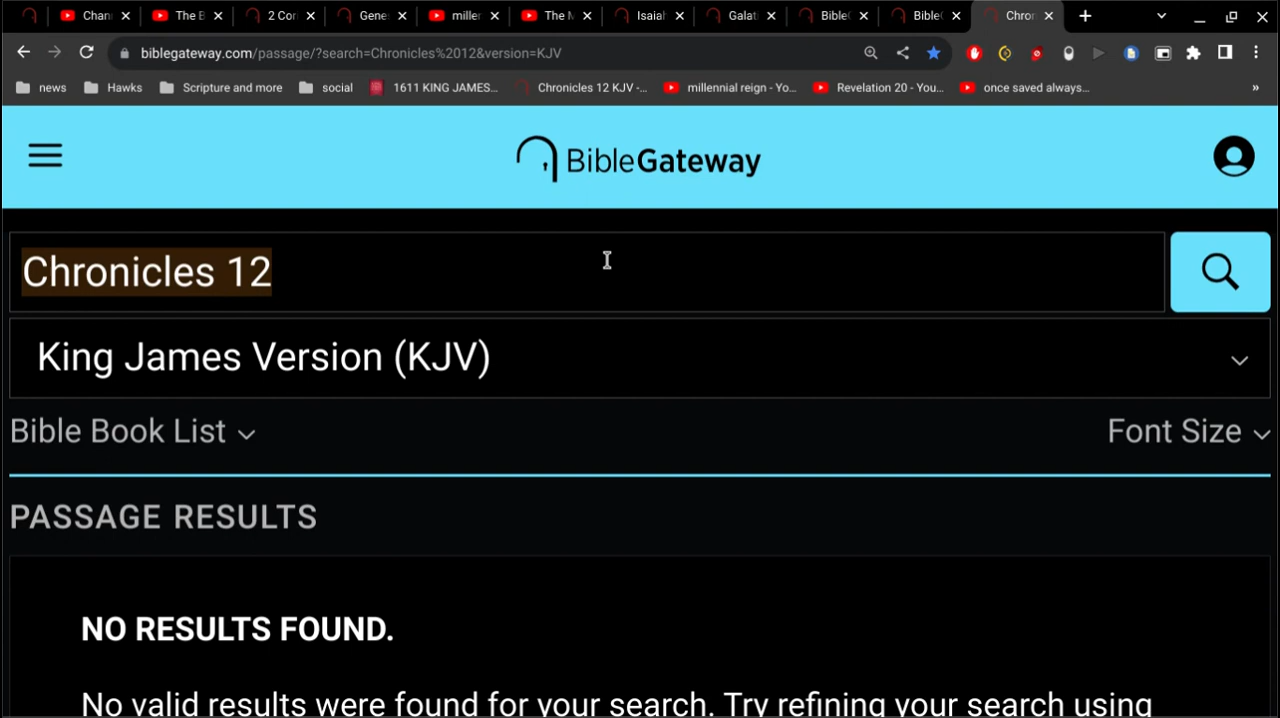 Chann
The B
2 Cor
Gene
miller
The M
Isaiah
Galat
Bible
Bible
Chron
biblegateway.com/passage/?search=Chronicles%2012&version=KJV
news
Hawks
Scripture and more
social
1611 KING JAMES...
Chronicles 12 KJV -...
millennial reign - Yo...
Revelation 20 - You...
once saved always...
»
BibleGateway
Chronicles 12
King James Version (KJV)
Bible Book List
Font Size
PASSAGE RESULTS
NO RESULTS FOUND.
No valid results were found for your search. Try refining your search using